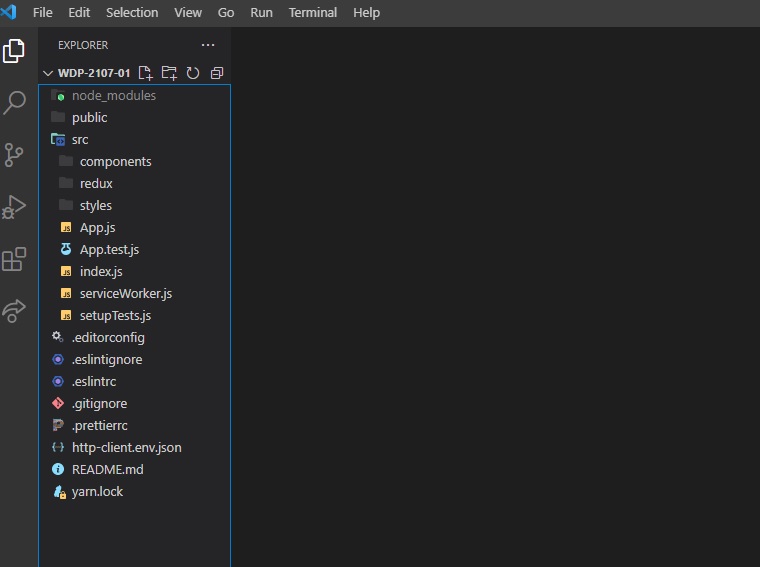 File Edit Selection View Go Run Terminal Help
EXPLORER ...
WDP-2107-01
node_modules
public
src
components
redux
styles
App.js
App.test.js
index.js
serviceWorker.js
setupTests.js
.editorconfig
.eslintignore
.eslintrc
.gitignore
.prettierrc
http-client.env.json
README.md
yarn.lock